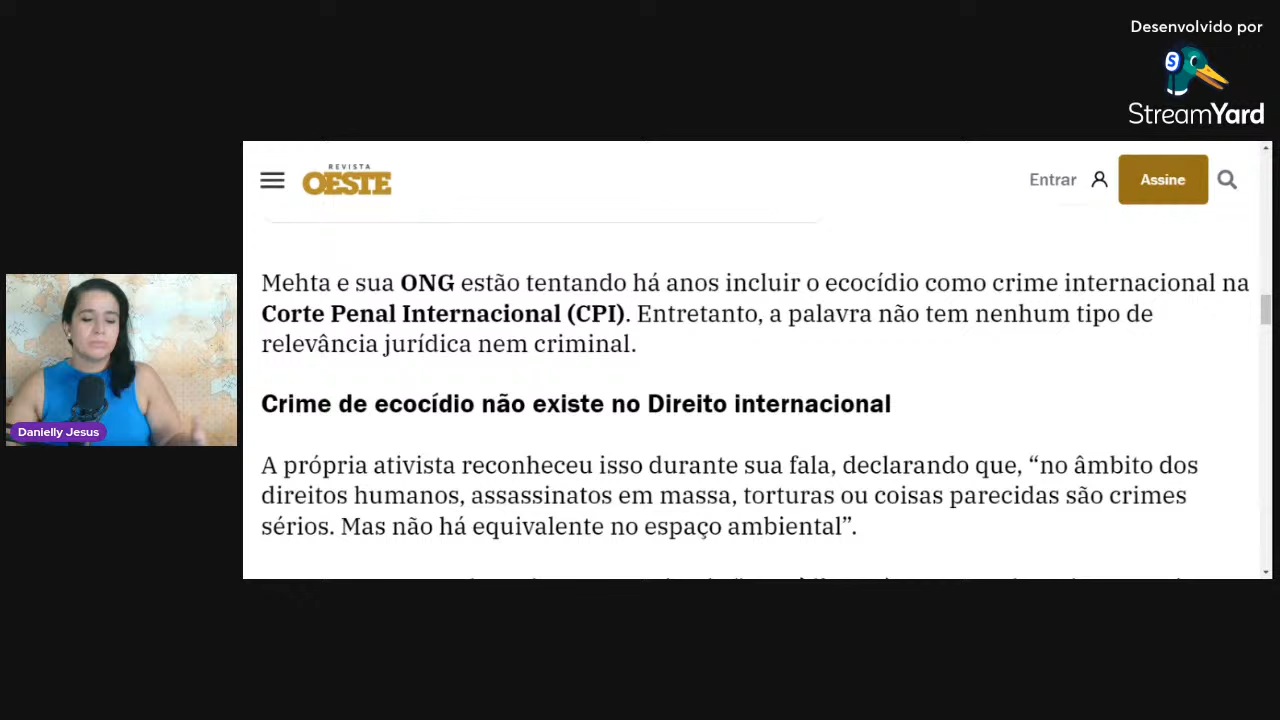 Desenvolvido por
S
StreamYard
REVISTA
OESTE
Entrar
Assine
Mehta e sua ONG estão tentando há anos incluir o ecocídio como crime internacional na
Corte Penal Internacional (CPI). Entretanto, a palavra não tem nenhum tipo de
relevância jurídica nem criminal.
Crime de ecocídio não existe no Direito internacional
A própria ativista reconheceu isso durante sua fala, declarando que, “no âmbito dos
direitos humanos, assassinatos em massa, torturas ou coisas parecidas são crimes
sérios. Mas não há equivalente no espaço ambiental”.
Danielly Jesus